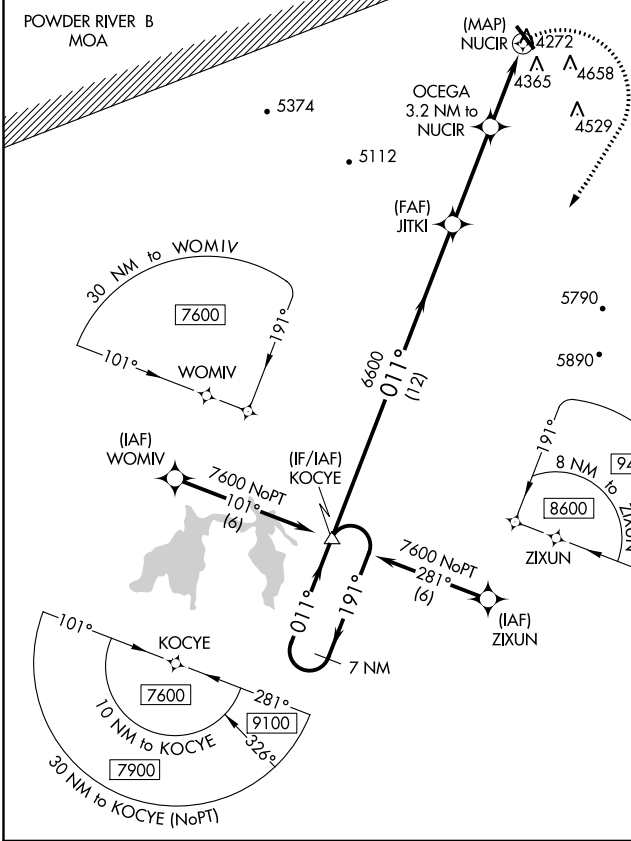 POWDER RIVER B
MOA
(MAP)
NUCIR
4272
4365
4658
4529
OCEGA
3.2 NM to
NUCIR
5374
5112
(FAF)
JITKI
30 NM to WOMIV
7600
191°
101°
WOMIV
5790
5890
6600
011°
(12)
(IAF)
WOMIV
7600 NoPT
101°
(6)
(IF/IAF)
KOCYE
191°
8 NM to ZIXUN
8600
ZIXUN
7600 NoPT
281°
(6)
(IAF)
ZIXUN
011°
191°
7 NM
101°
KOCYE
7600
281°
9100
326°
10 NM to KOCYE
7900
30 NM to KOCYE (NoPT)